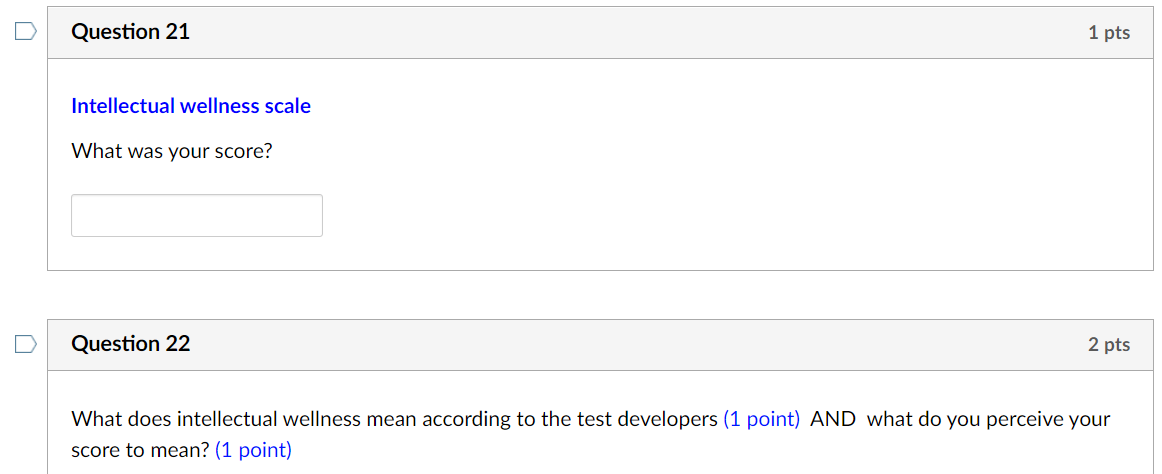 Question 21
1 pts
Intellectual wellness scale
What was your score?
Question 22
2 pts
What does intellectual wellness mean according to the test developers (1 point) AND what do you perceive your
score to mean? (1 point)